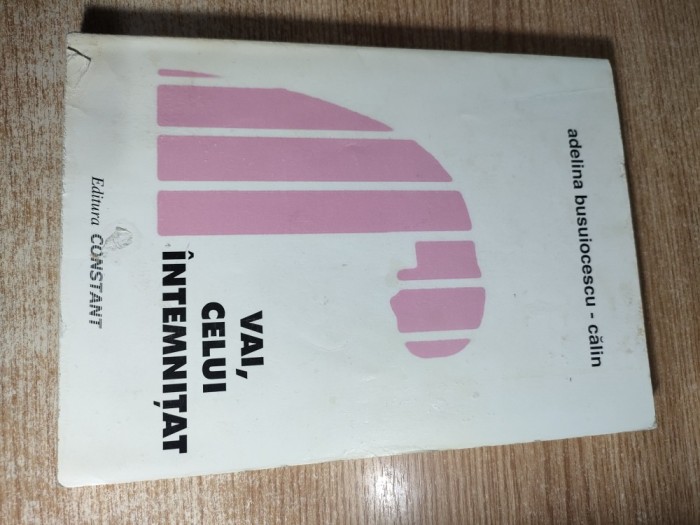 adelina busuiocescu - călin
VAI,
CELUI
ÎNTEMNIȚAT
Editura CONSTANT